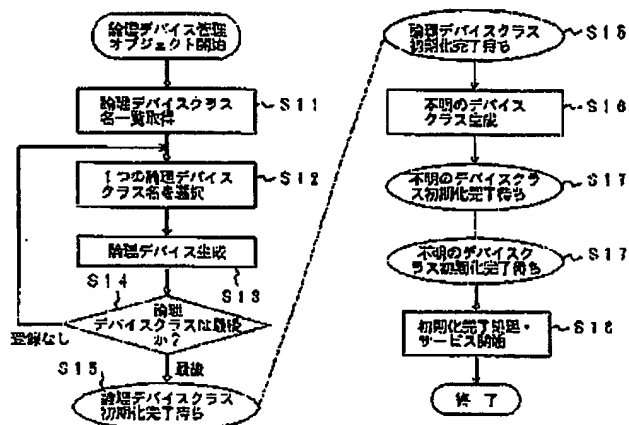 論理デバイス管理
オブジェクト開始
論理デバイスクラス
名一覧取得
S11
1つの論理デバイス
クラス名を選択
S12
論理デバイス生成
S13
S14
論理
デバイスクラスは最後
か?
登録なし
最後
S15
論理デバイスクラス
初期化完了待ち
論理デバイスクラス
初期化完了待ち
S15
不明のデバイス
クラス生成
S16
不明のデバイスクラ
ス初期化完了待ち
S17
不明のデバイスク
ラス初期化完了待ち
S17
初期化完了処理・
サービス開始
S18
終了